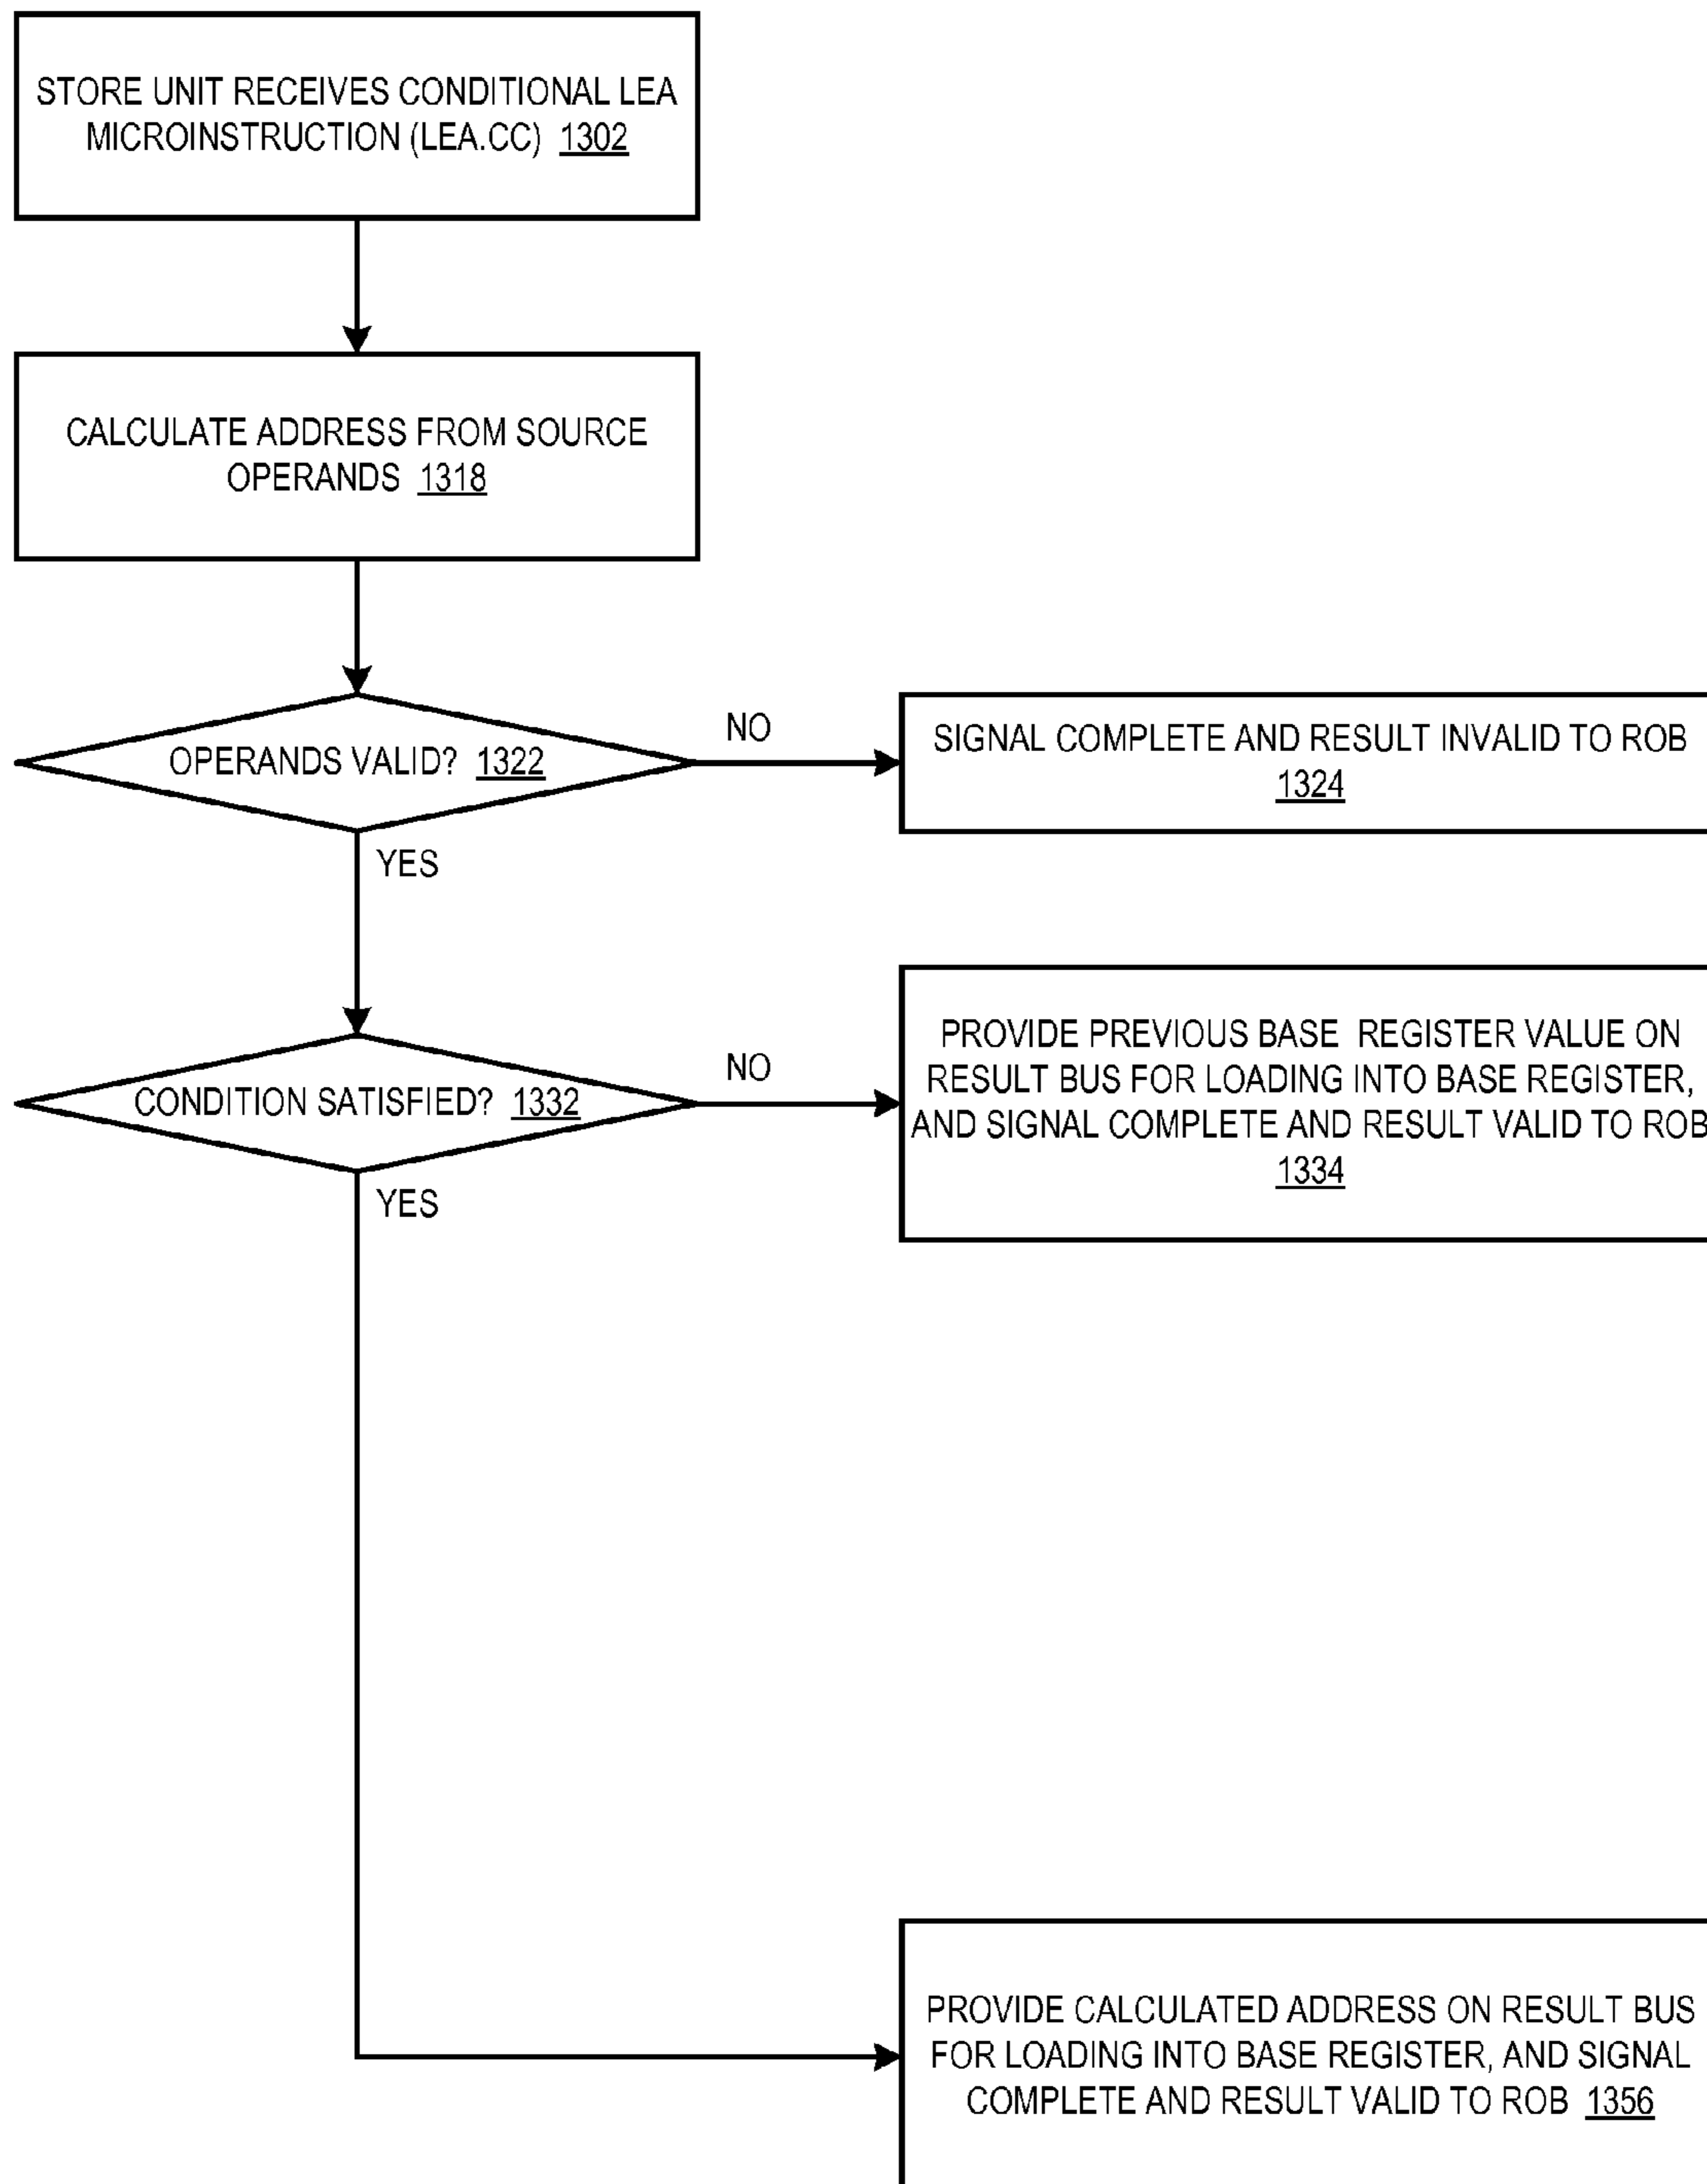 STORE UNIT RECEIVES CONDITIONAL LEA
MICROINSTRUCTION (LEA.CC) 1302
CALCULATE ADDRESS FROM SOURCE
OPERANDS 1318
OPERANDS VALID? 1322
NO
SIGNAL COMPLETE AND RESULT INVALID TO ROB
1324
YES
CONDITION SATISFIED? 1332
NO
PROVIDE PREVIOUS BASE REGISTER VALUE ON
RESULT BUS FOR LOADING INTO BASE REGISTER,
AND SIGNAL COMPLETE AND RESULT VALID TO ROB
1334
YES
PROVIDE CALCULATED ADDRESS ON RESULT BUS
FOR LOADING INTO BASE REGISTER, AND SIGNAL
COMPLETE AND RESULT VALID TO ROB 1356